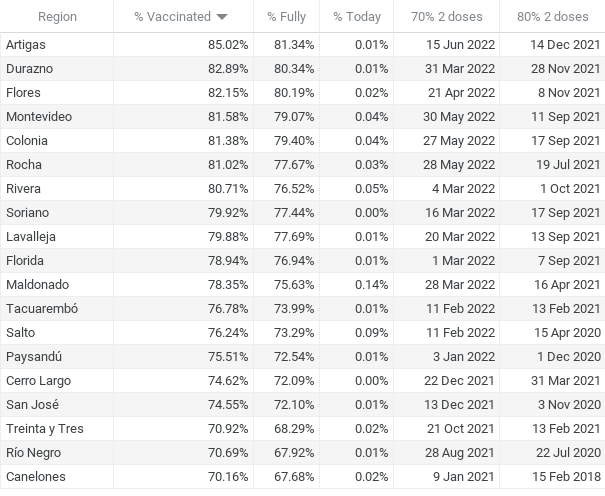 Region % Vaccinated % Fully % Today 70% 2 doses 80% 2 doses
Artigas 85.02% 81.34% 0.01% 15 Jun 2022 14 Dec 2021
Durazno 82.89% 80.34% 0.01% 31 Mar 2022 28 Nov 2021
Flores 82.15% 80.19% 0.02% 21 Apr 2022 8 Nov 2021
Montevideo 81.58% 79.07% 0.04% 30 May 2022 11 Sep 2021
Colonia 81.38% 79.40% 0.04% 27 May 2022 17 Sep 2021
Rocha 81.02% 77.67% 0.03% 28 May 2022 19 Jul 2021
Rivera 80.71% 76.52% 0.05% 4 Mar 2022 1 Oct 2021
Soriano 79.92% 77.44% 0.00% 16 Mar 2022 17 Sep 2021
Lavalleja 79.88% 77.69% 0.01% 20 Mar 2022 13 Sep 2021
Florida 78.94% 76.94% 0.01% 1 Mar 2022 7 Sep 2021
Maldonado 78.35% 75.63% 0.14% 28 Mar 2022 16 Apr 2021
Tacuarembó 76.78% 73.99% 0.01% 11 Feb 2022 13 Feb 2021
Salto 76.24% 73.29% 0.09% 11 Feb 2022 15 Apr 2020
Paysandú 75.51% 72.54% 0.01% 3 Jan 2022 1 Dec 2020
Cerro Largo 74.62% 72.09% 0.00% 22 Dec 2021 31 Mar 2021
San José 74.55% 72.10% 0.01% 13 Dec 2021 3 Nov 2020
Treinta y Tres 70.92% 68.29% 0.02% 21 Oct 2021 13 Feb 2021
Río Negro 70.69% 67.92% 0.01% 28 Aug 2021 22 Jul 2020
Canelones 70.16% 67.68% 0.02% 9 Jan 2021 15 Feb 2018